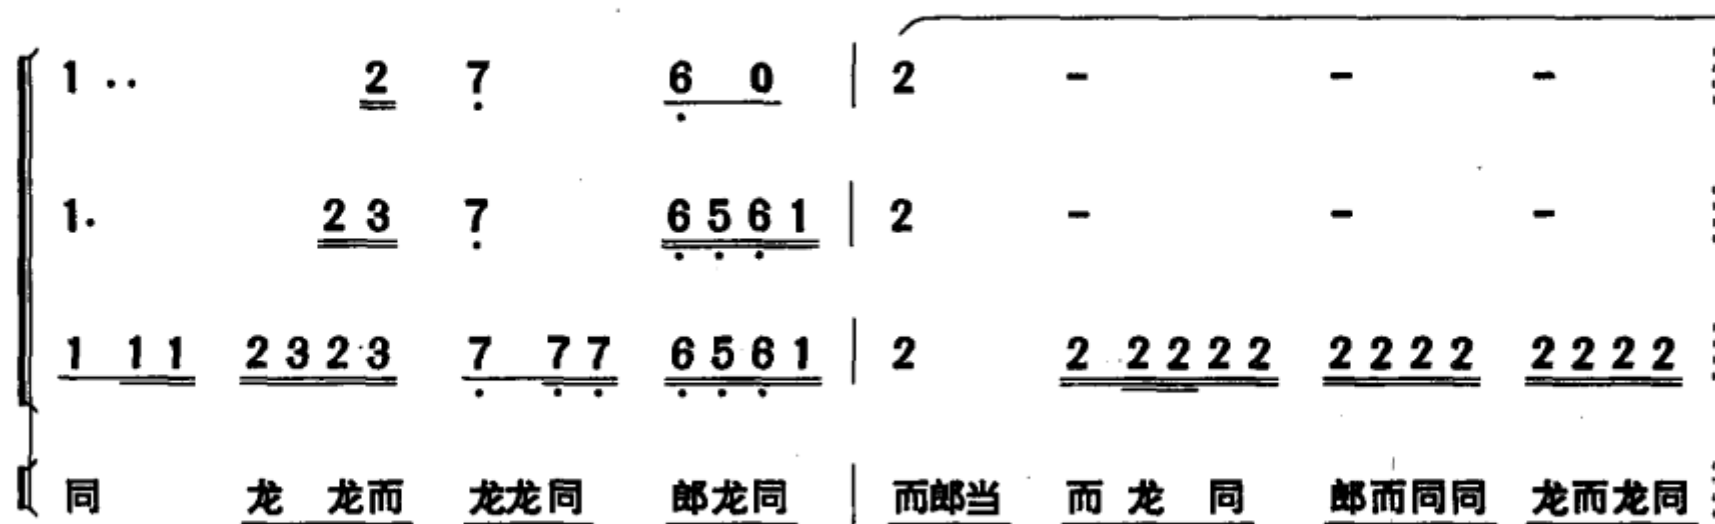 1 · · 2 7 6 0 | 2 - - -
1 · 2 3 7 6 5 6 1 | 2 - - -
1 1 1 2 3 2 3 7 7 7 6 5 6 1 | 2 2 2 2 2 2 2 2 2 2 2 2 2 2
同 龙 龙而 龙龙同 郎龙同 | 而郎当 而 龙 同 郎而同同 龙而龙同